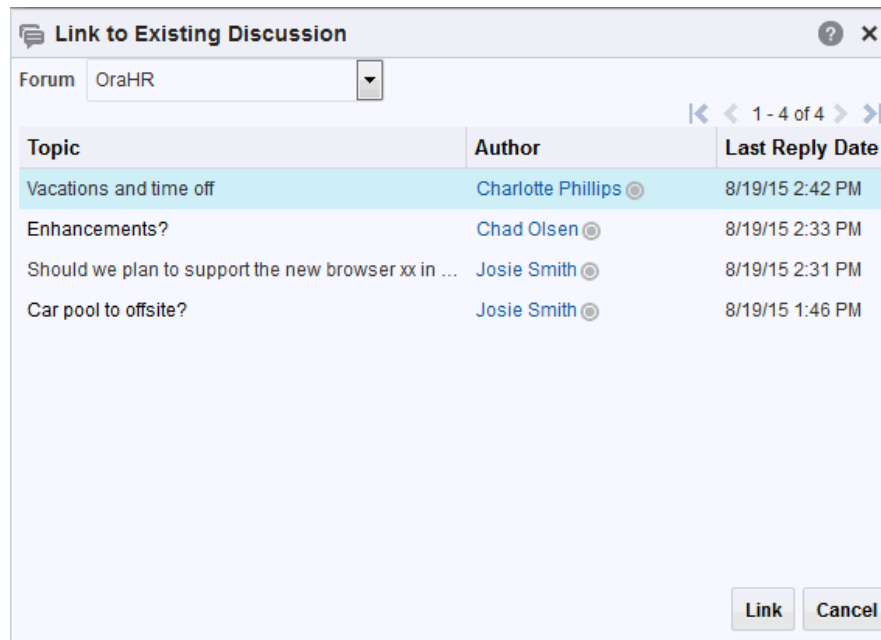 Link to Existing Discussion
Forum OraHR
1 - 4 of 4
Topic Author Last Reply Date
Vacations and time off Charlotte Phillips 8/19/15 2:42 PM
Enhancements? Chad Olsen 8/19/15 2:33 PM
Should we plan to support the new browser xx in ... Josie Smith 8/19/15 2:31 PM
Car pool to offsite? Josie Smith 8/19/15 1:46 PM
Link Cancel